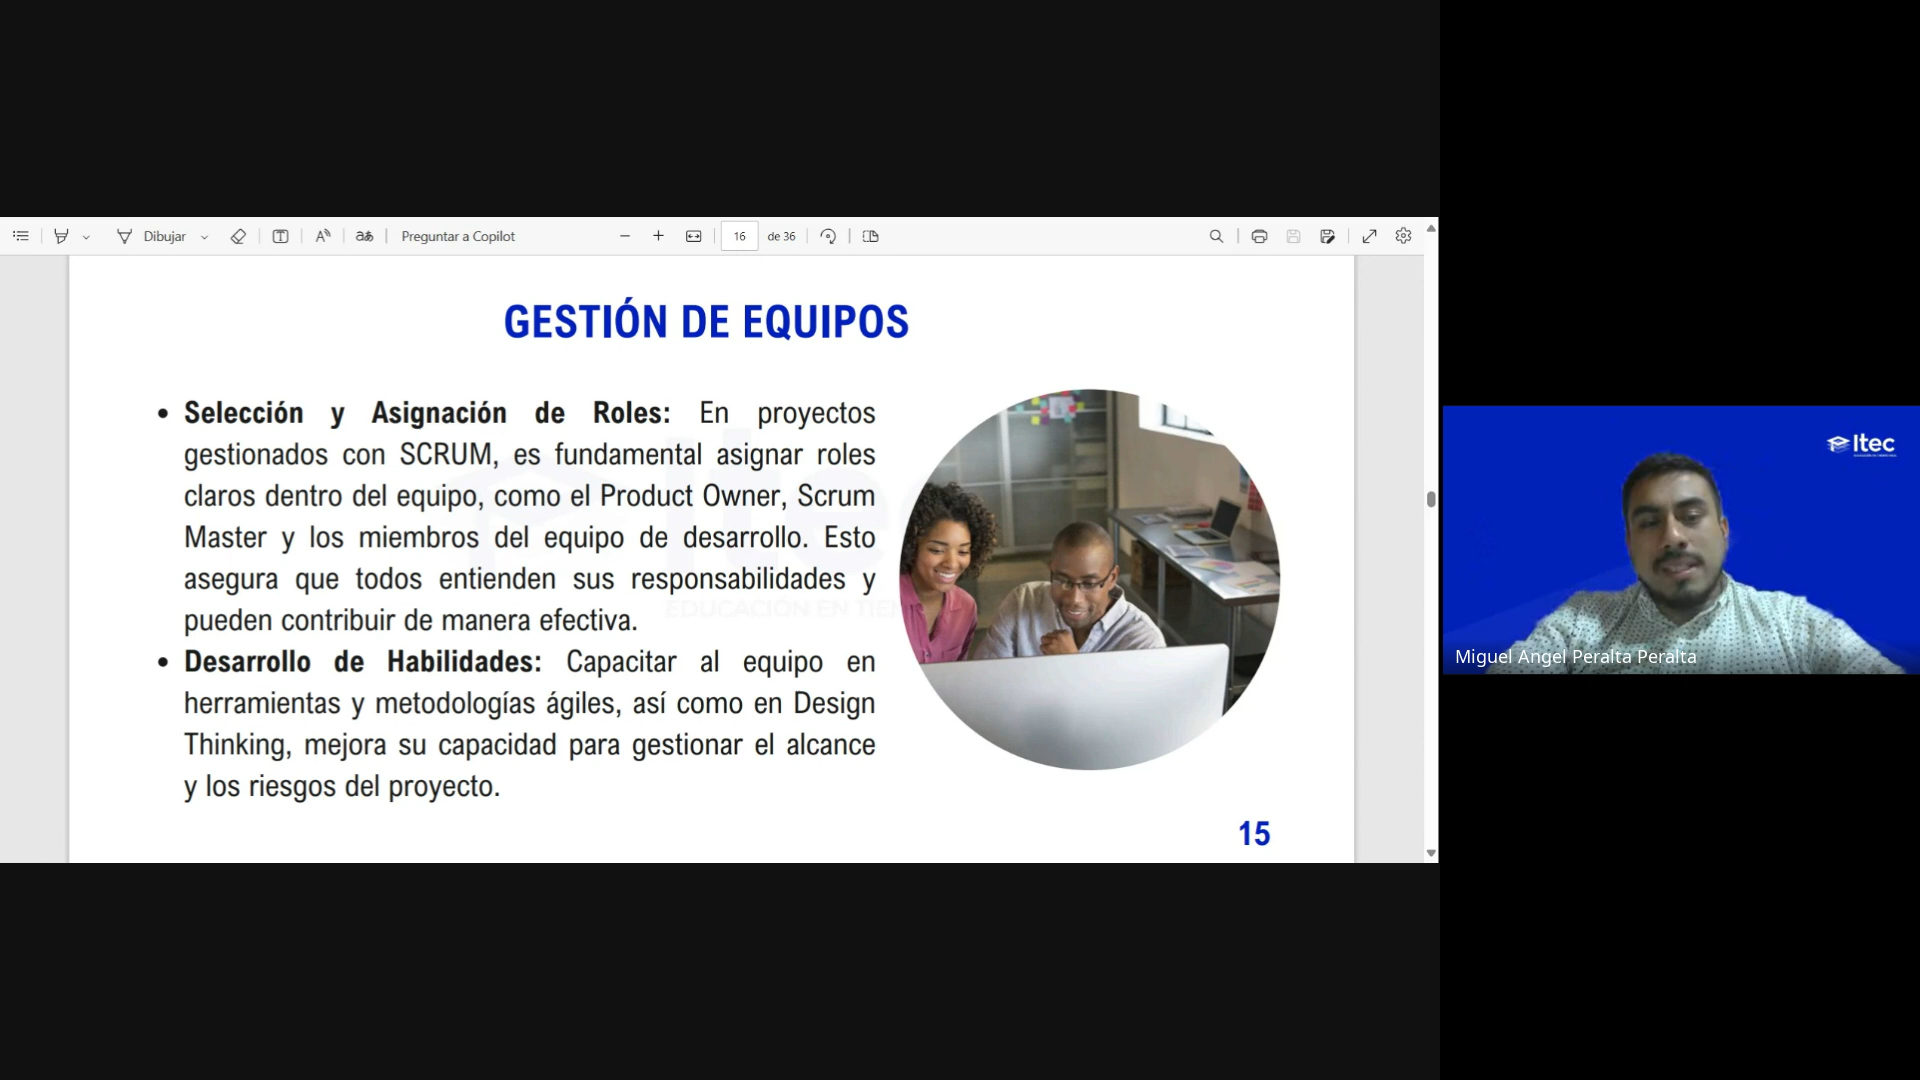 Dibujar
Preguntar a Copilot
16 de 36
GESTIÓN DE EQUIPOS
• Selección y Asignación de Roles: En proyectos
gestionados con SCRUM, es fundamental asignar roles
claros dentro del equipo, como el Product Owner, Scrum
Master y los miembros del equipo de desarrollo. Esto
asegura que todos entienden sus responsabilidades y
pueden contribuir de manera efectiva.
• Desarrollo de Habilidades: Capacitar al equipo en
herramientas y metodologías ágiles, así como en Design
Thinking, mejora su capacidad para gestionar el alcance
y los riesgos del proyecto.
15
Itec
EDUCACIÓN EN TIE
Itec
Miguel Angel Peralta Peralta